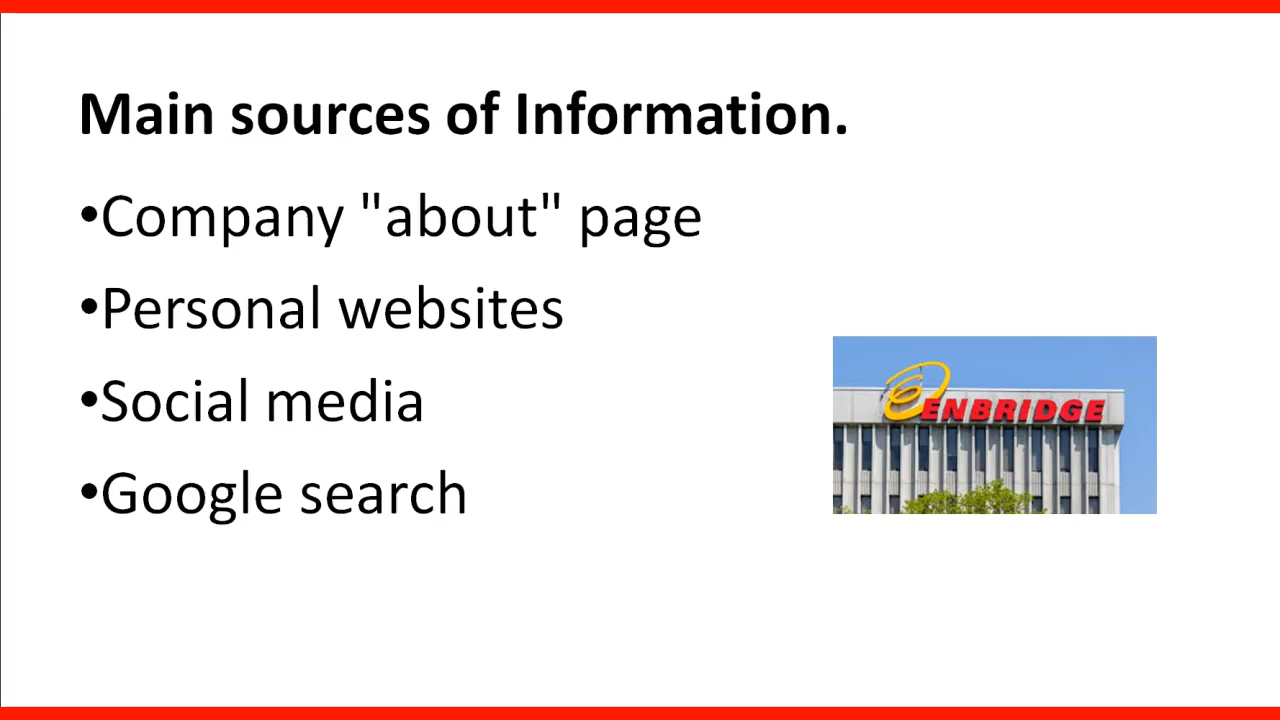 Main sources of Information.
•Company "about" page
•Personal websites
•Social media
•Google search
ENBRIDGE